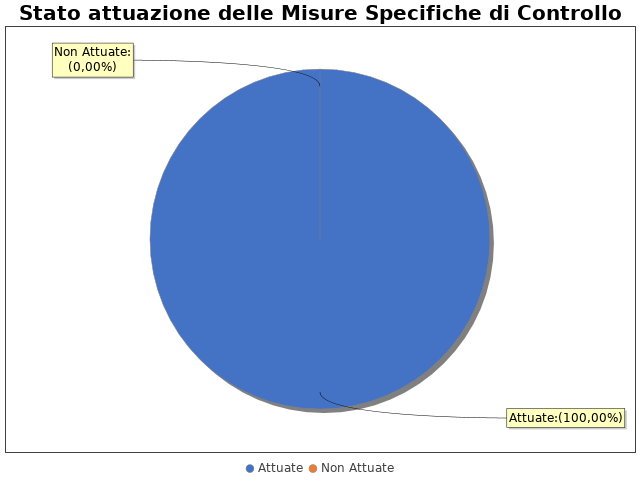 Stato attuazione delle Misure Specifiche di Controllo
Non Attuate:
(0,00%)
Attuate:(100,00%)
Attuate
Non Attuate